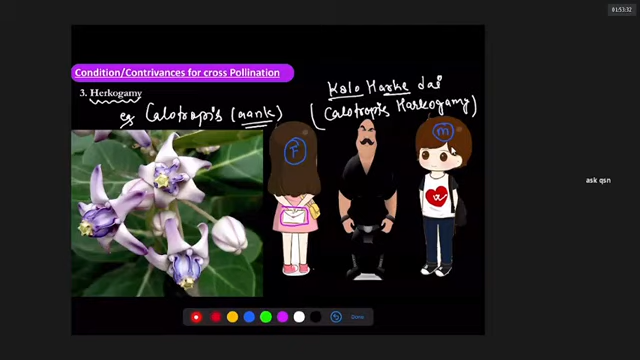 01:53:32
Condition/Contrivances for cross Pollination
3. Herkogamy
eg Calotropis (aank)
Kalo Harke dai
(Calotropis Harkogamy)
F
m
ask qsn
Done